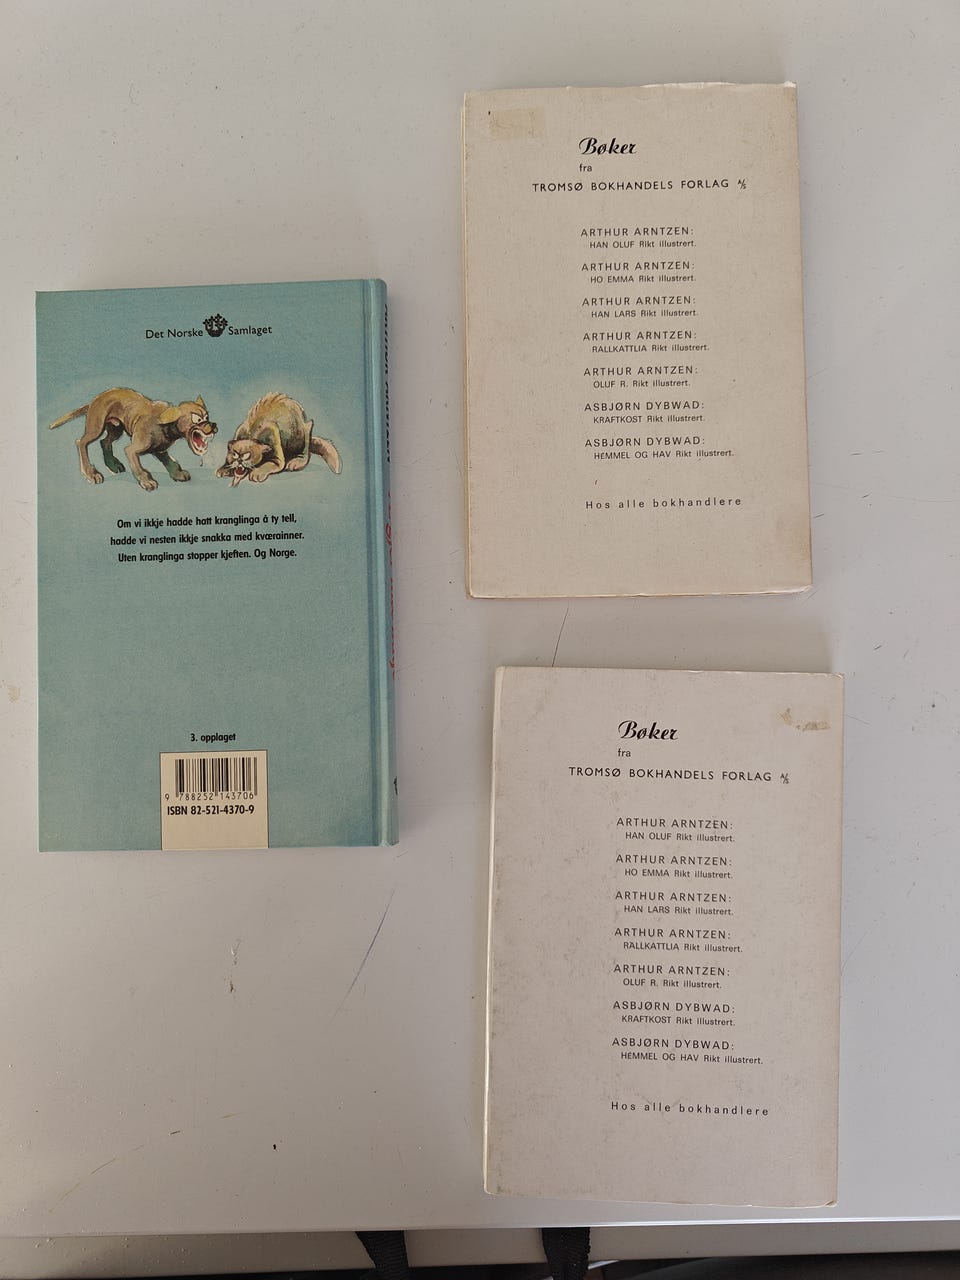 Det Norske Samlaget
Om vi ikkje hadde hatt kranglinga å ty tell,
hadde vi nesten ikkje snakka med kværainner.
Uten kranglinga stopper kjeften. Og Norge.
3. opplaget
9 788252 143706
ISBN 82-521-4370-9
Bøker
fra
TROMSØ BOKHANDELS FORLAG A/S
ARTHUR ARNTZEN:
HAN OLUF Rikt illustrert.
ARTHUR ARNTZEN:
HO EMMA Rikt illustrert.
ARTHUR ARNTZEN:
HAN LARS Rikt illustrert.
ARTHUR ARNTZEN:
RALLKATTLIA Rikt illustrert.
ARTHUR ARNTZEN:
OLUF R. Rikt illustrert.
ASBJØRN DYBWAD:
KRAFTKOST Rikt illustrert.
ASBJØRN DYBWAD:
HEMMEL OG HAV Rikt illustrert.
Hos alle bokhandlere
Bøker
fra
TROMSØ BOKHANDELS FORLAG A/S
ARTHUR ARNTZEN:
HAN OLUF Rikt illustrert.
ARTHUR ARNTZEN:
HO EMMA Rikt illustrert.
ARTHUR ARNTZEN:
HAN LARS Rikt illustrert.
ARTHUR ARNTZEN:
RALLKATTLIA Rikt illustrert.
ARTHUR ARNTZEN:
OLUF R. Rikt illustrert.
ASBJØRN DYBWAD:
KRAFTKOST Rikt illustrert.
ASBJØRN DYBWAD:
HEMMEL OG HAV Rikt illustrert.
Hos alle bokhandlere